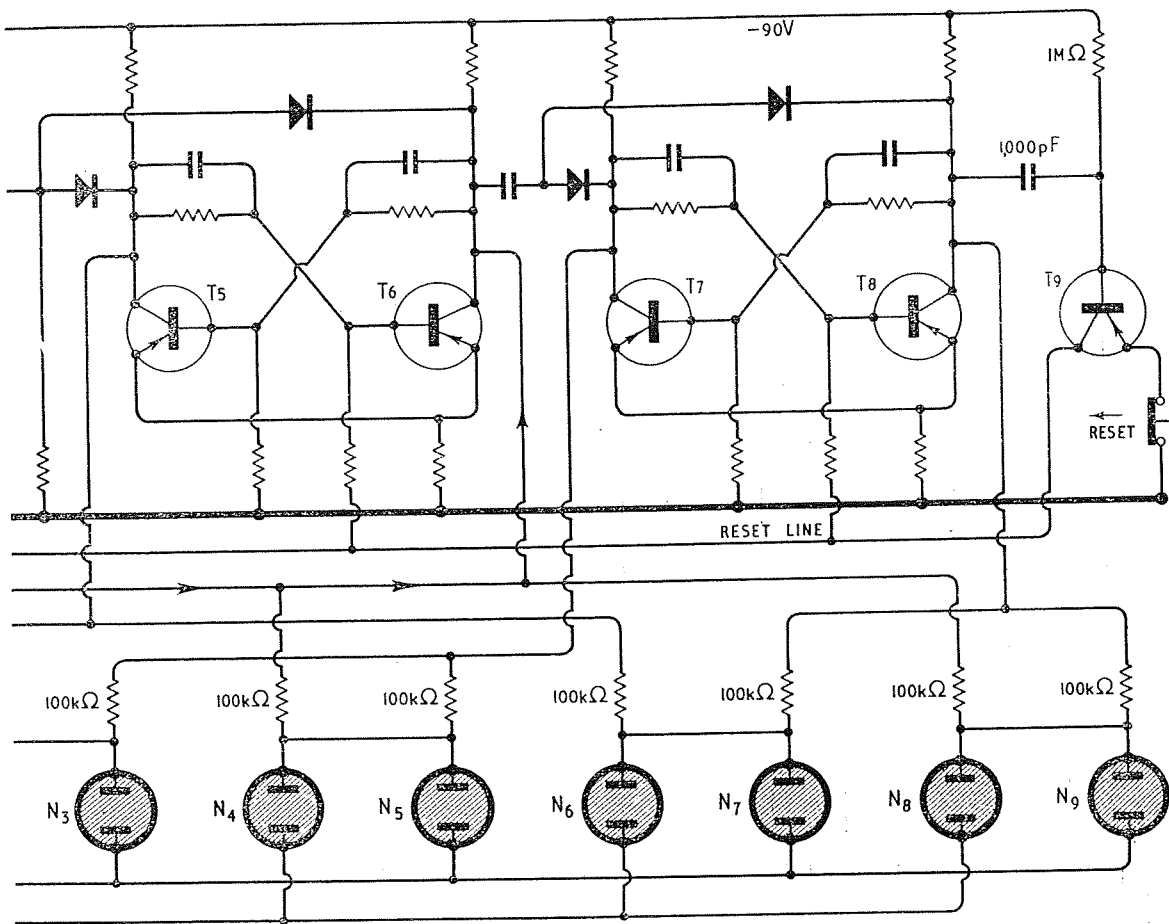 -90V
1MΩ
1,000pF
T5
T6
T7
T8
T9
RESET
RESET LINE
100kΩ
100kΩ
100kΩ
100kΩ
100kΩ
100kΩ
100kΩ
N3
N4
N5
N6
N7
N8
N9